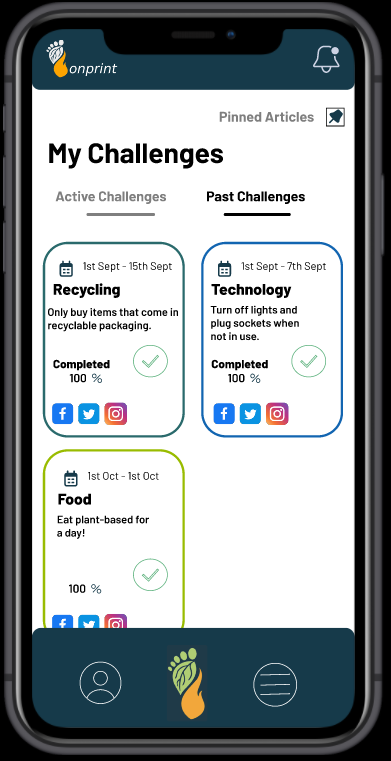 onprint
Pinned Articles
My Challenges
Active Challenges
Past Challenges
1st Sept - 15th Sept
Recycling
Only buy items that come in
recyclable packaging.
Completed
100 %
1st Sept - 7th Sept
Technology
Turn off lights and
plug sockets when
not in use.
Completed
100 %
1st Oct - 1st Oct
Food
Eat plant-based for
a day!
100 %